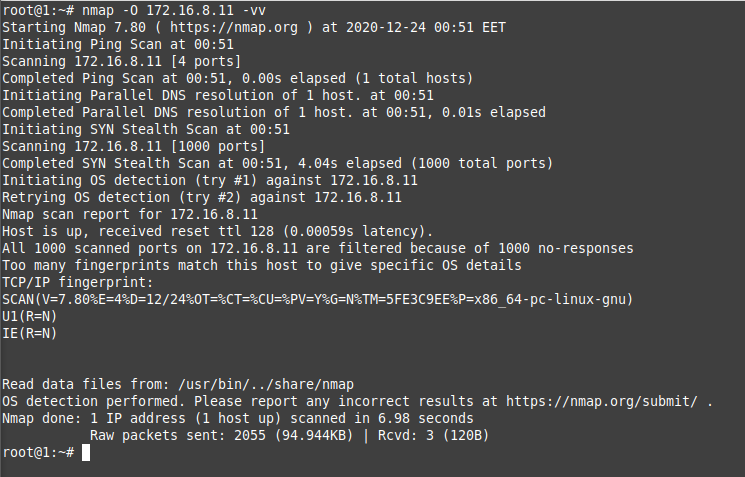 root@1:~# nmap -O 172.16.8.11 -vv
Starting Nmap 7.80 ( https://nmap.org ) at 2020-12-24 00:51 EET
Initiating Ping Scan at 00:51
Scanning 172.16.8.11 [4 ports]
Completed Ping Scan at 00:51, 0.00s elapsed (1 total hosts)
Initiating Parallel DNS resolution of 1 host. at 00:51
Completed Parallel DNS resolution of 1 host. at 00:51, 0.01s elapsed
Initiating SYN Stealth Scan at 00:51
Scanning 172.16.8.11 [1000 ports]
Completed SYN Stealth Scan at 00:51, 4.04s elapsed (1000 total ports)
Initiating OS detection (try #1) against 172.16.8.11
Retrying OS detection (try #2) against 172.16.8.11
Nmap scan report for 172.16.8.11
Host is up, received reset ttl 128 (0.00059s latency).
All 1000 scanned ports on 172.16.8.11 are filtered because of 1000 no-responses
Too many fingerprints match this host to give specific OS details
TCP/IP fingerprint:
SCAN(V=7.80%E=4%D=12/24%OT=%CT=%CU=%PV=Y%G=N%TM=5FE3C9EE%P=x86_64-pc-linux-gnu)
U1(R=N)
IE(R=N)
Read data files from: /usr/bin/../share/nmap
OS detection performed. Please report any incorrect results at https://nmap.org/submit/ .
Nmap done: 1 IP address (1 host up) scanned in 6.98 seconds
Raw packets sent: 2055 (94.944KB) | Rcvd: 3 (120B)
root@1:~#